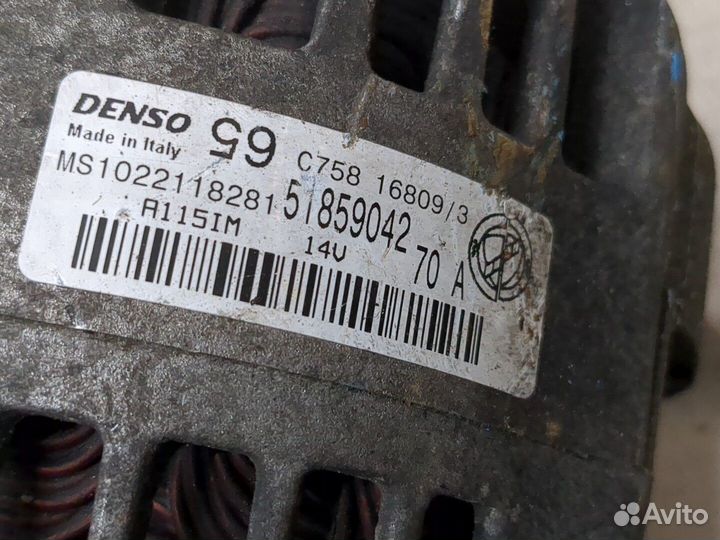 DENSO 65 C758 16809/3
Made in Italy
MS1022118281 51859042 70 A
A115IM 14V
Avito